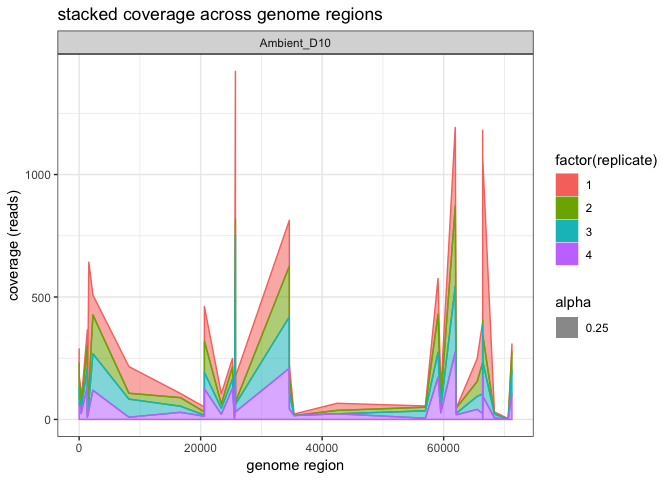 stacked coverage across genome regions
Ambient_D10
coverage (reads)
1000
500
0
0 20000 40000 60000
genome region
factor(replicate)
1
2
3
4
alpha
0.25